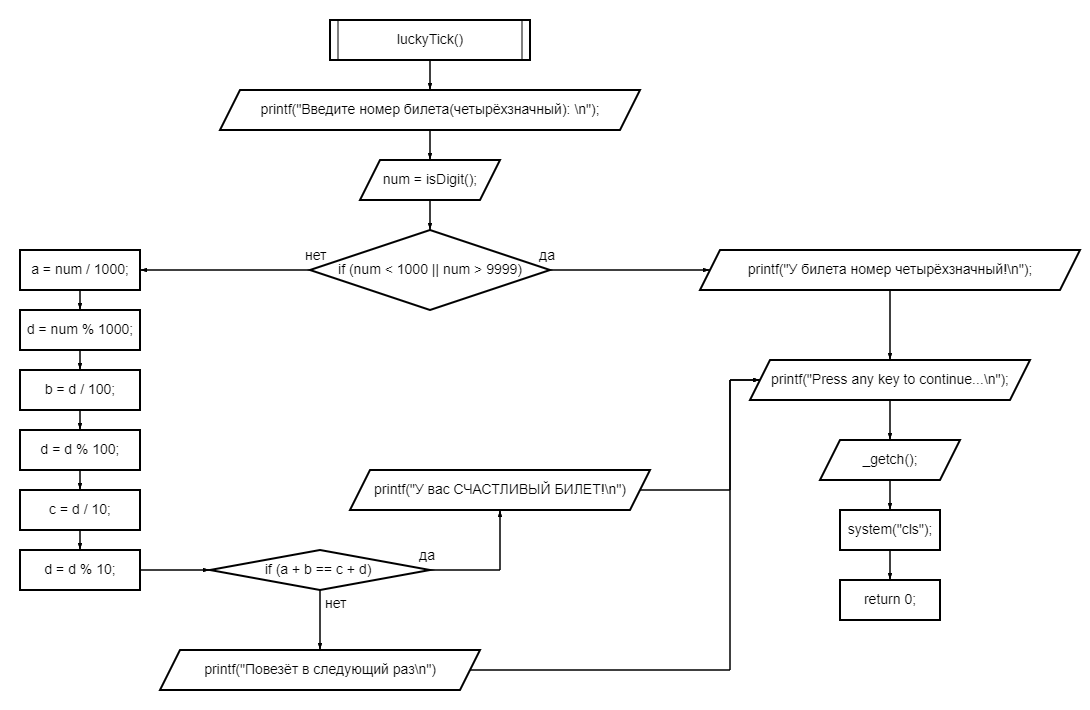 luckyTick()
printf("Введите номер билета(четырёхзначный): \n");
num = isDigit();
нет
if (num < 1000 || num > 9999)
да
a = num / 1000;
d = num % 1000;
b = d / 100;
d = d % 100;
c = d / 10;
d = d % 10;
if (a + b == c + d)
да
нет
printf("У вас СЧАСТЛИВЫЙ БИЛЕТ!\n")
printf("Повезёт в следующий раз\n")
printf("У билета номер четырёхзначный!\n");
printf("Press any key to continue...\n");
_getch();
system("cls");
return 0;